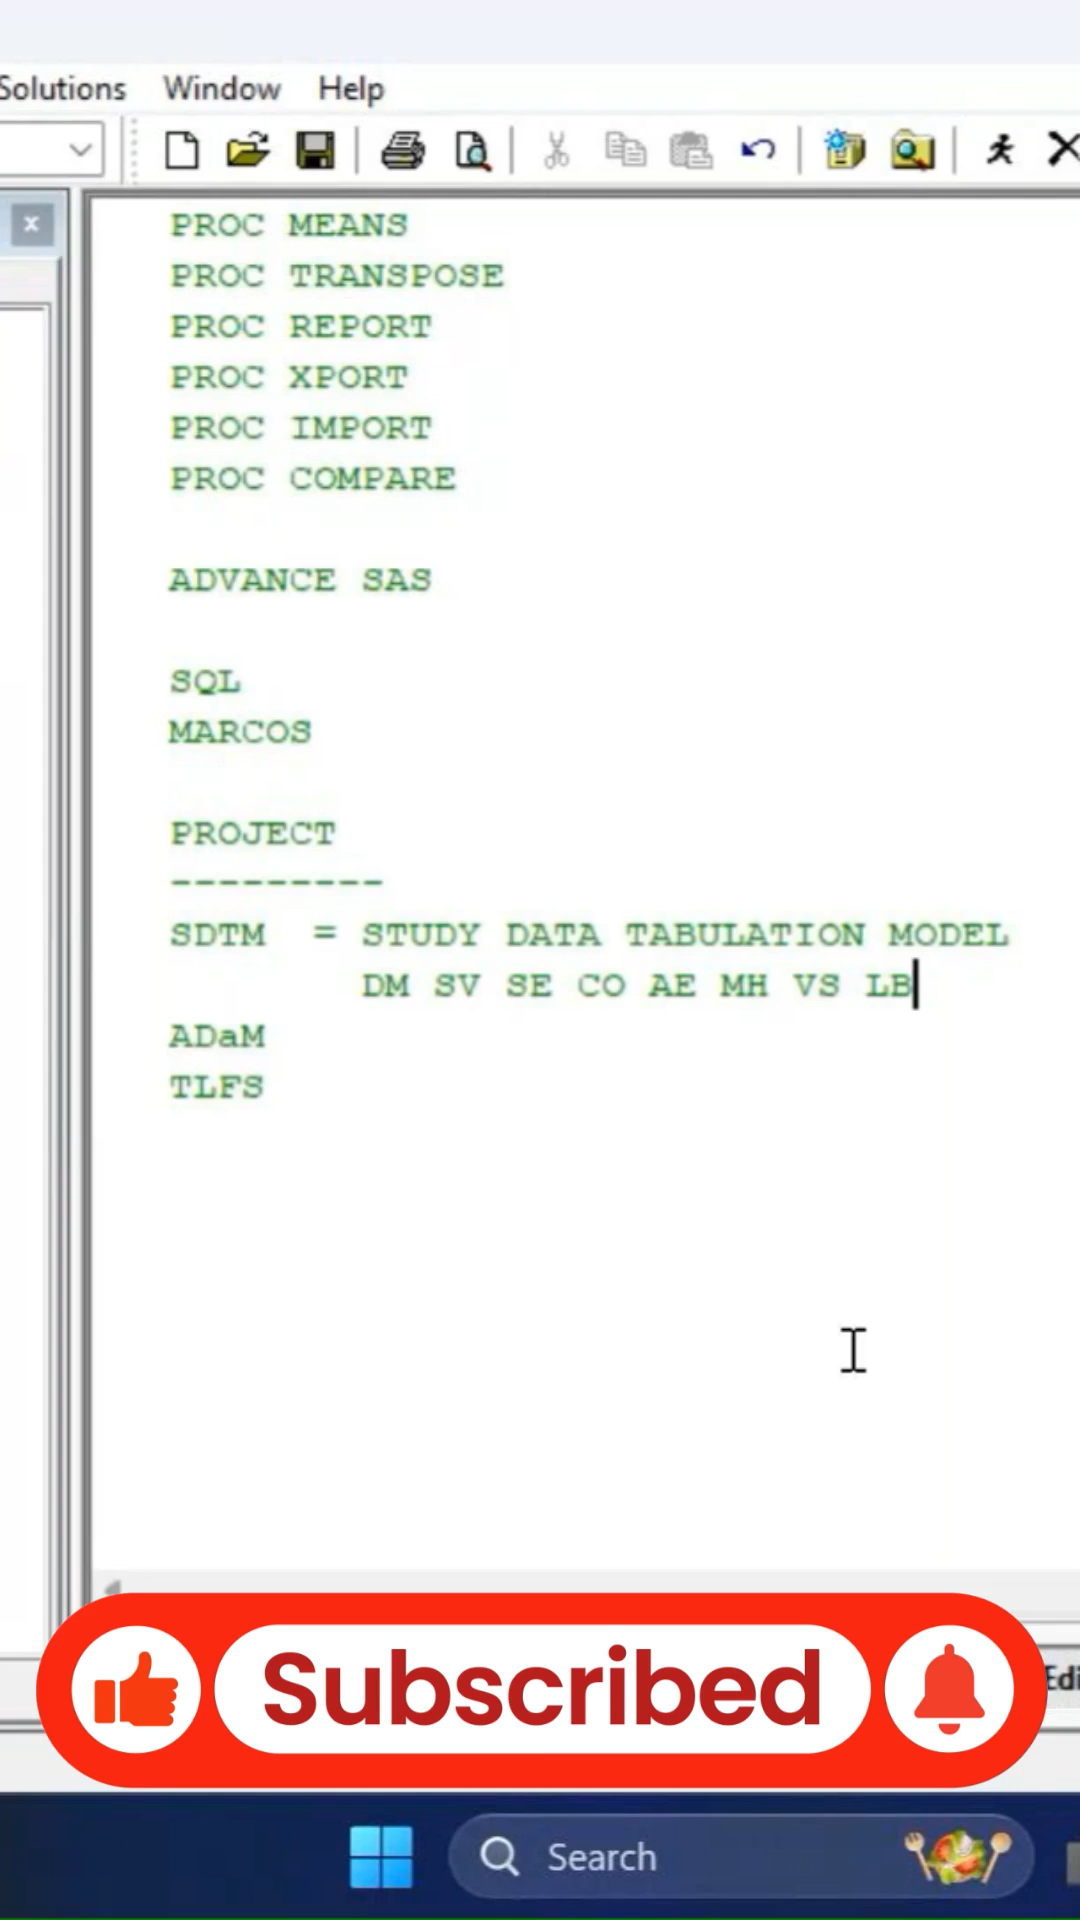 Solutions Window Help
PROC MEANS
PROC TRANSPOSE
PROC REPORT
PROC XPORT
PROC IMPORT
PROC COMPARE
ADVANCE SAS
SQL
MARCOS
PROJECT
---------
SDTM = STUDY DATA TABULATION MODEL
DM SV SE CO AE MH VS LB
ADaM
TLFS
Subscribed
Edi
Search